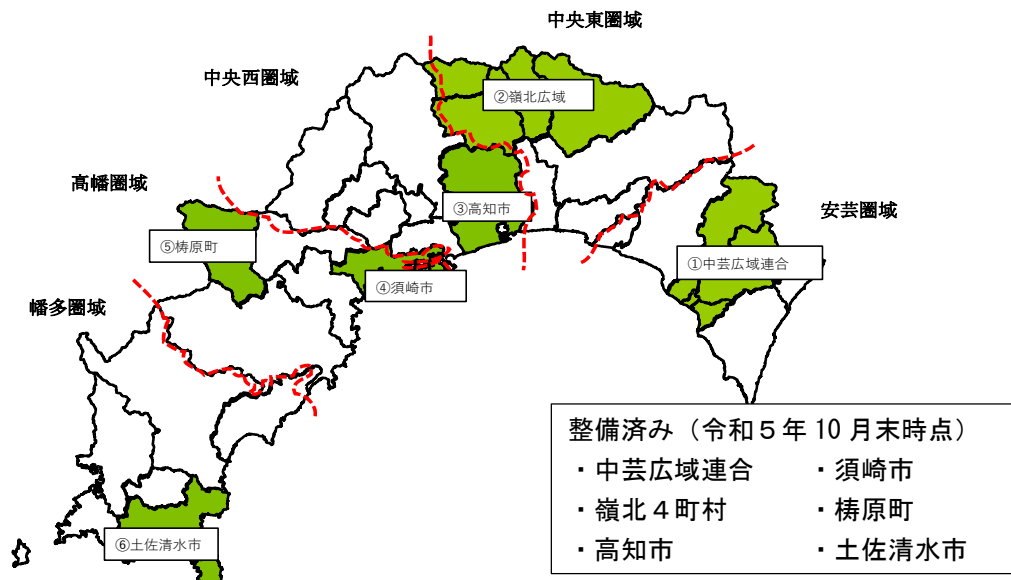 中央東圏域
中央西圏域
②嶺北広域
高幡圏域
③高知市
安芸圏域
⑤梼原町
①中芸広域連合
④須崎市
幡多圏域
整備済み（令和５年 10 月末時点）
・中芸広域連合 ・須崎市
・嶺北４町村 ・梼原町
・高知市 ・土佐清水市
⑥土佐清水市